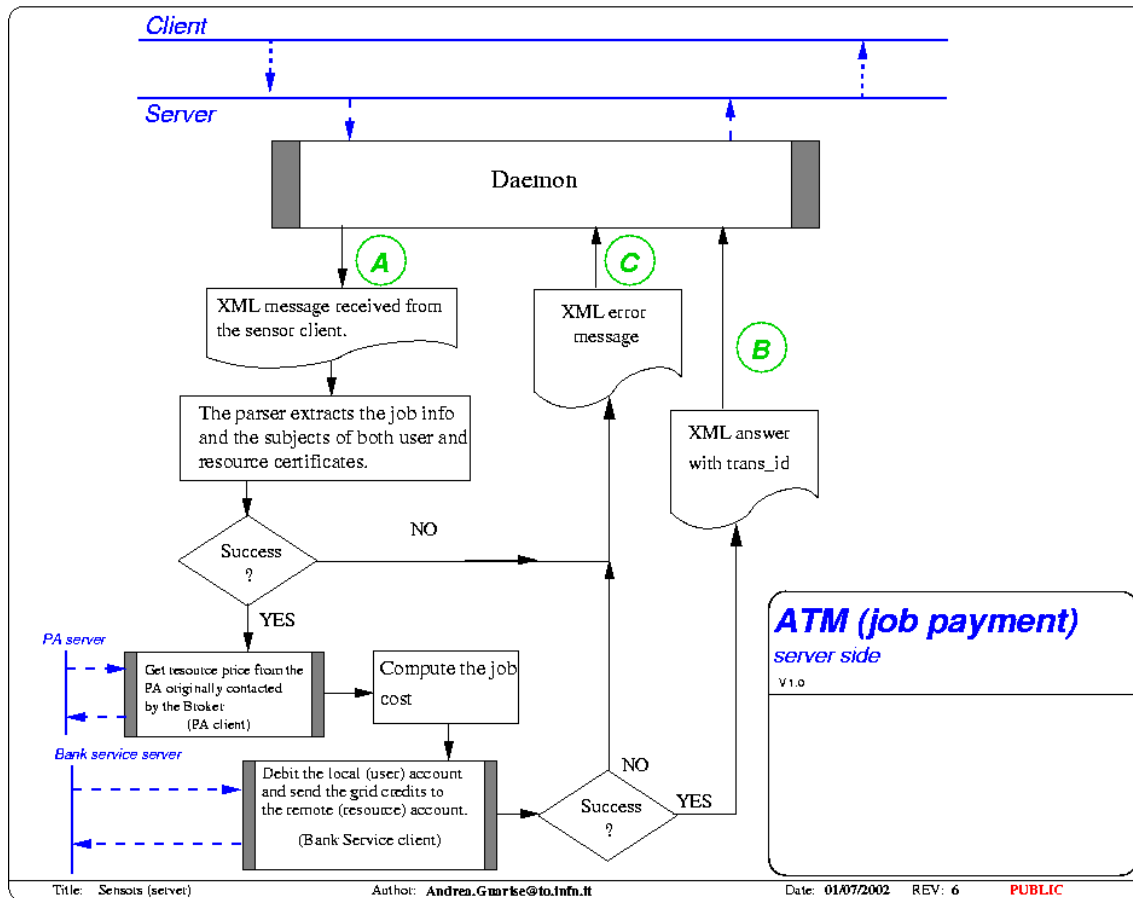 Client
Server
Daemon
A
C
XML message received from
the sensor client.
XML error
message
B
The parser extracts the job info
and the subjects of both user and
resource certificates.
XML answer
with trans_id
NO
Success
?
YES
PA server
Get resource price from the
PA originally contacted
by the Broker
(PA client)
Compute the job
cost
ATM (job payment)
server side
V 1.0
Bank service server
Debit the local (user) account
and send the grid credits to
the remote (resource) account.
(Bank Service client)
NO
Success
?
YES
Title: Sensors (server) Author: Andrea.Guarise@to.infn.it Date: 01/07/2002 REV: 6 PUBLIC